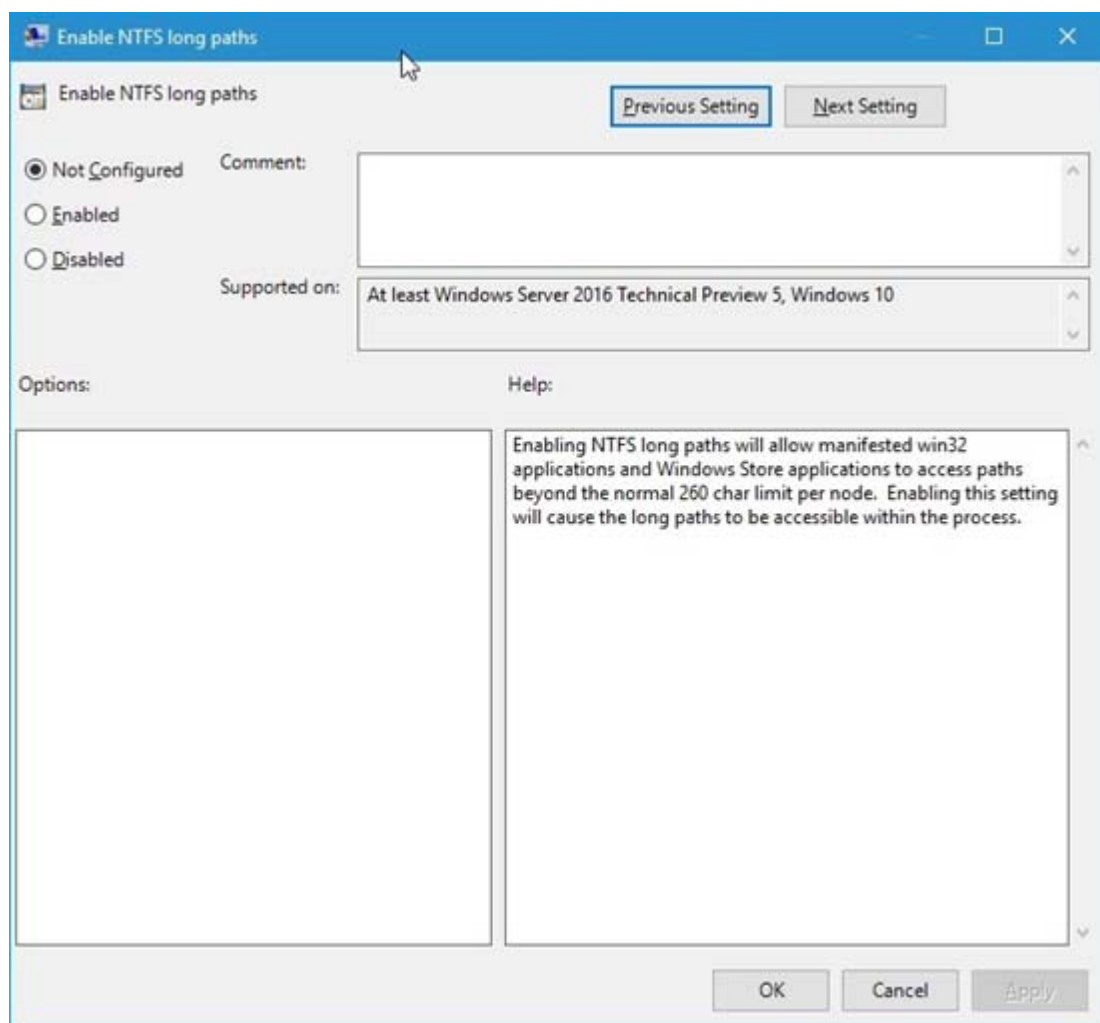 Enable NTFS long paths
Enable NTFS long paths
Previous Setting
Next Setting
Not Configured
Comment:
Enabled
Disabled
Supported on:
At least Windows Server 2016 Technical Preview 5, Windows 10
Options:
Help:
Enabling NTFS long paths will allow manifested win32
applications and Windows Store applications to access paths
beyond the normal 260 char limit per node.  Enabling this setting
will cause the long paths to be accessible within the process.
OK
Cancel
Apply